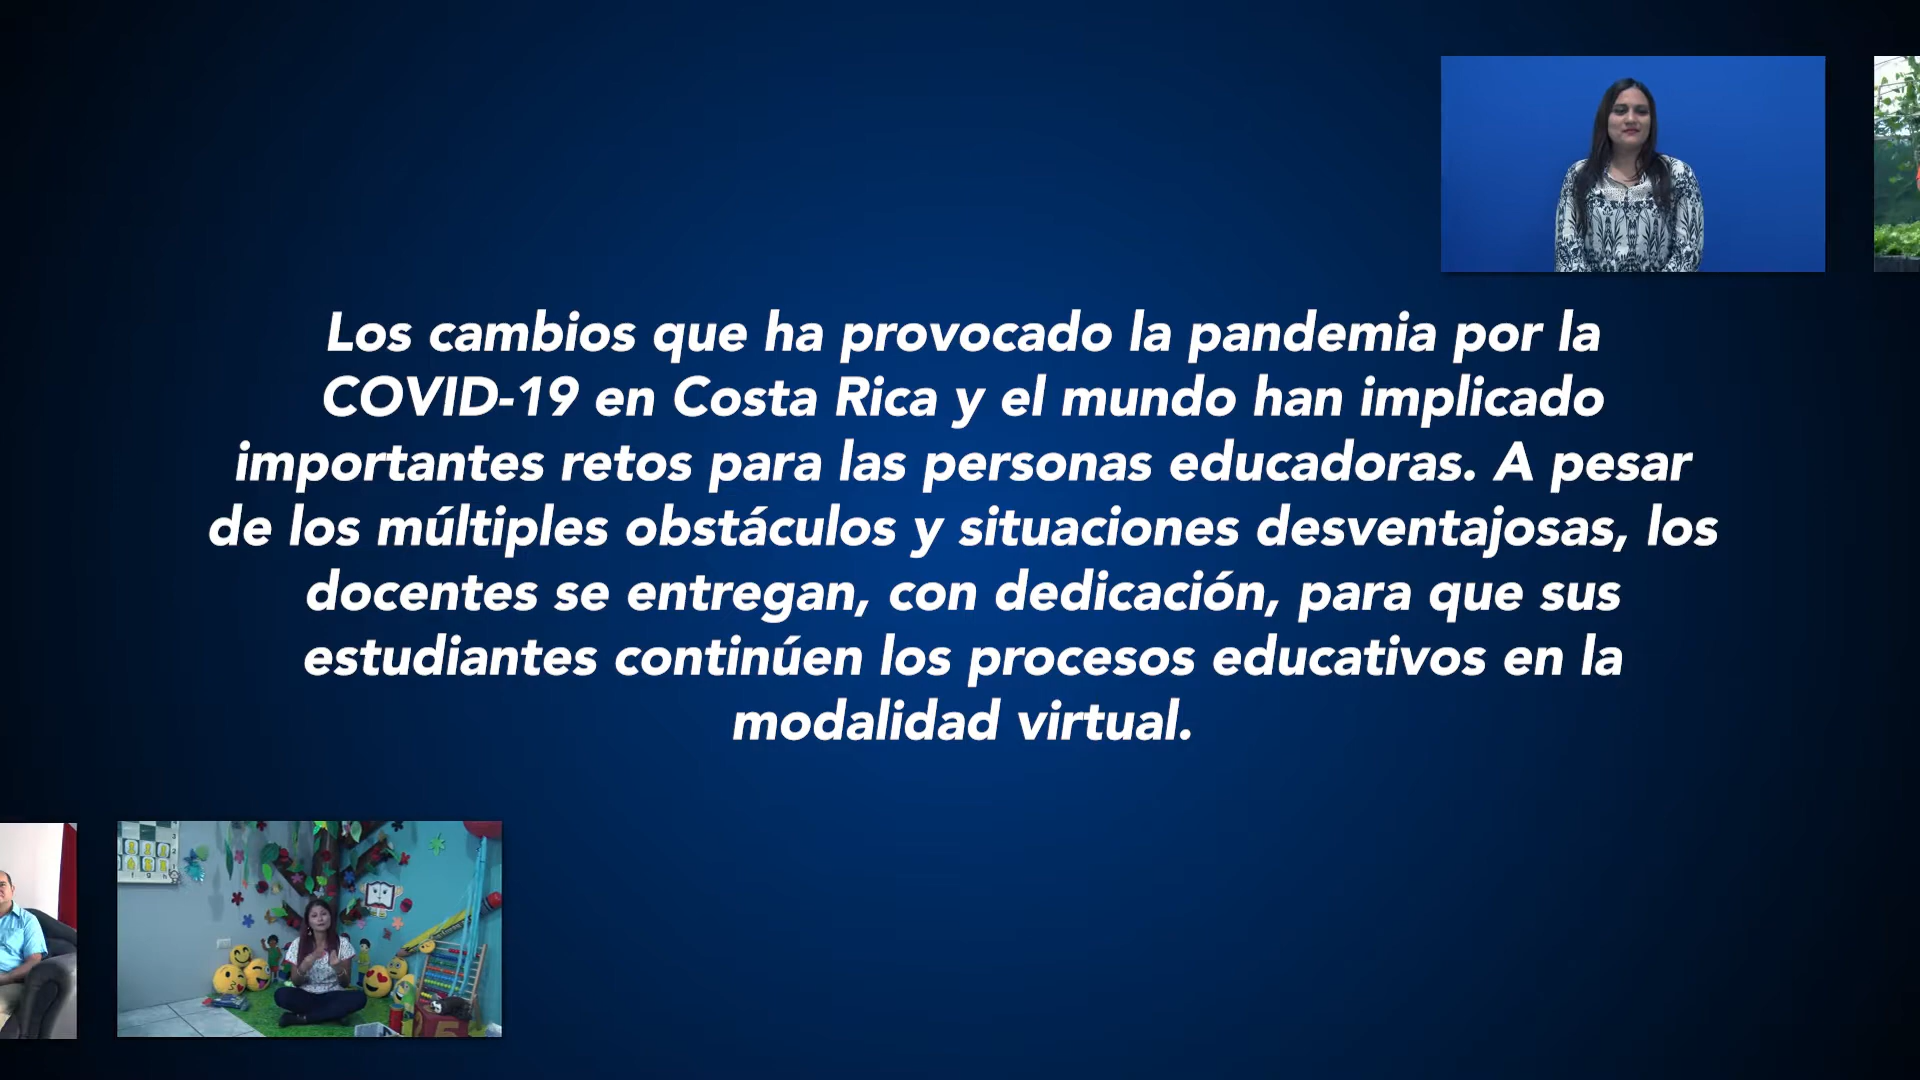 Los cambios que ha provocado la pandemia por la
COVID-19 en Costa Rica y el mundo han implicado
importantes retos para las personas educadoras. A pesar
de los múltiples obstáculos y situaciones desventajosas, los
docentes se entregan, con dedicación, para que sus
estudiantes continúen los procesos educativos en la
modalidad virtual.